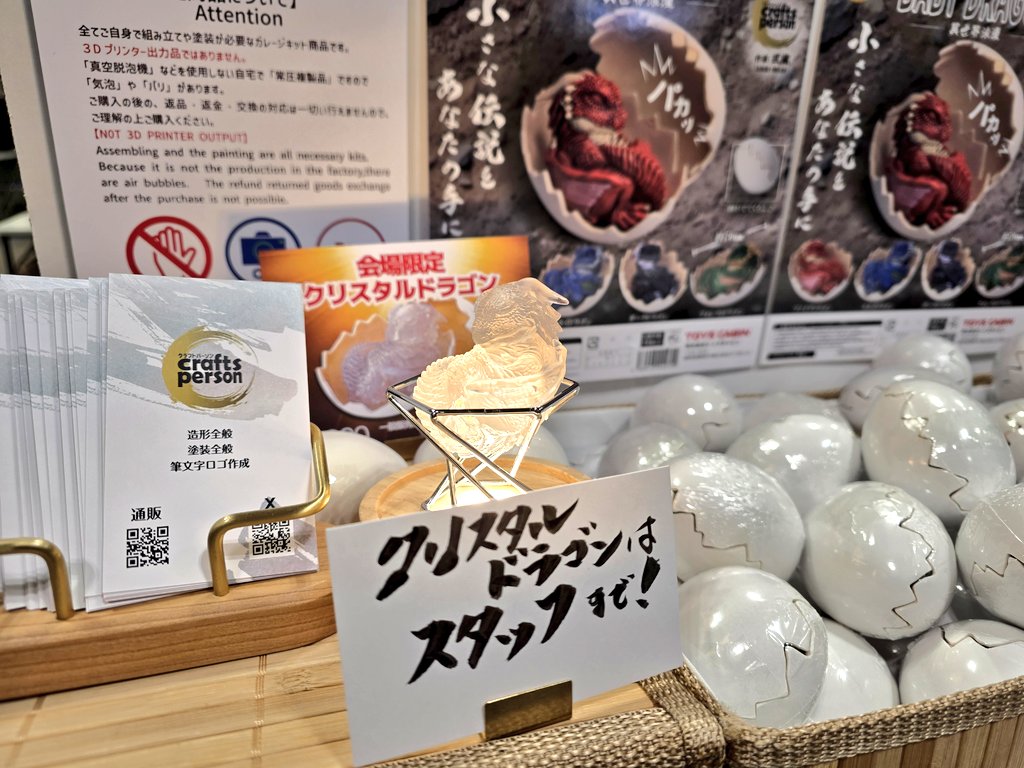 Attention
全てご自身で組み立てや塗装が必要なガレージキット商品です。
3Dプリンター出力品ではありません。
「真空脱泡機」などを使用しない自宅で「常圧複製品」ですので
「気泡」や「バリ」があります。
ご購入の後の、返品・返金・交換の対応は一切い行えませんので、
ご理解の上ご購入ください。
【NOT 3D PRINTER OUTPUT】
Assembling and the painting are all necessary kits.
Because it is not the production in the factory,there
are air bubbles. The refund returned goods exchange
after the purchase is not possible.
小さな伝説を
あなたの手に
パカッ
crafts
person
小さな伝説を
あなたの手に
パカッ
会場限定
クリスタルドラゴン
クラフトパーソン
crafts
person
造形全般
塗装全般
筆文字ロゴ作成
通販
X
クリスタル
ドラゴンは
スタッフまで!